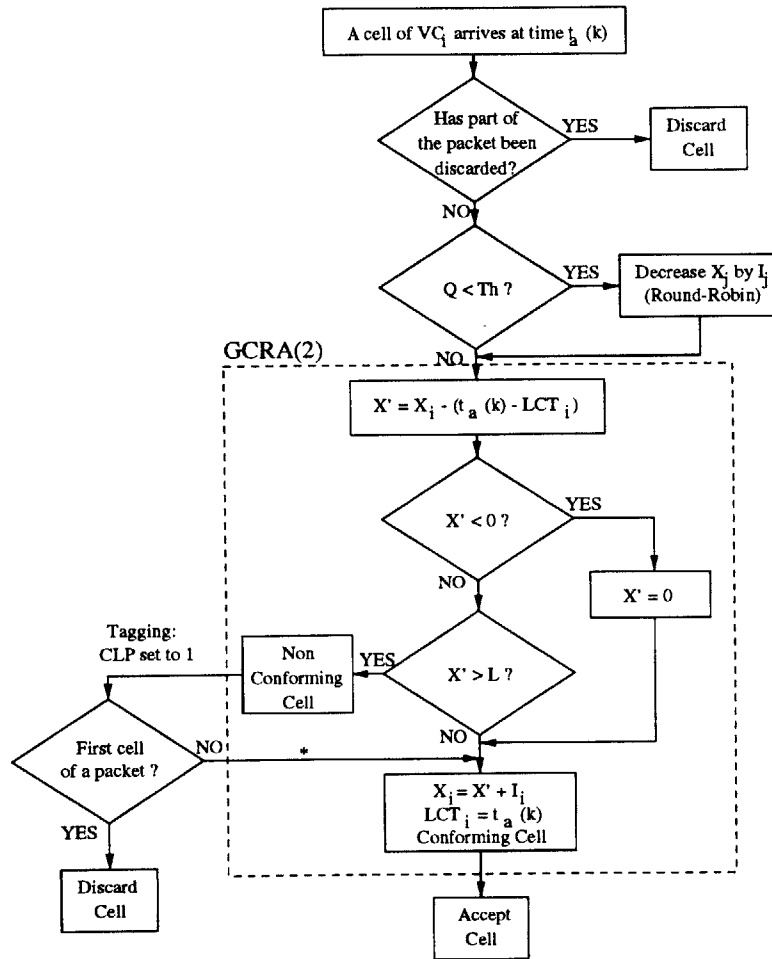 A cell of VC_i arrives at time t_a (k)
Has part of
the packet been
discarded?
YES
Discard
Cell
NO
Q < Th ?
YES
Decrease X_j by I_j
(Round-Robin)
GCRA(2)
NO
X' = X_i - (t_a (k) - LCT_i)
X' < 0 ?
YES
NO
X' = 0
Tagging:
CLP set to 1
Non
Conforming
Cell
YES
X' > L ?
First cell
of a packet ?
NO
*
NO
X_i = X' + I_i
LCT_i = t_a (k)
Conforming Cell
YES
Discard
Cell
Accept
Cell